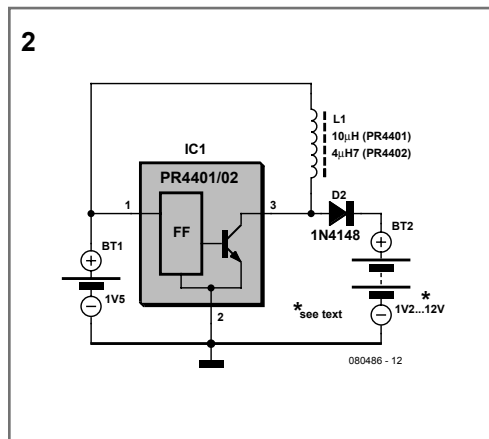 2
L1
10µH (PR4401)
4µH7 (PR4402)
IC1
PR4401/02
D2
1
3
FF
1N4148
BT1
BT2
+
+
1V5
2
*see text
*
1V2...12V
–
–
080486 - 12